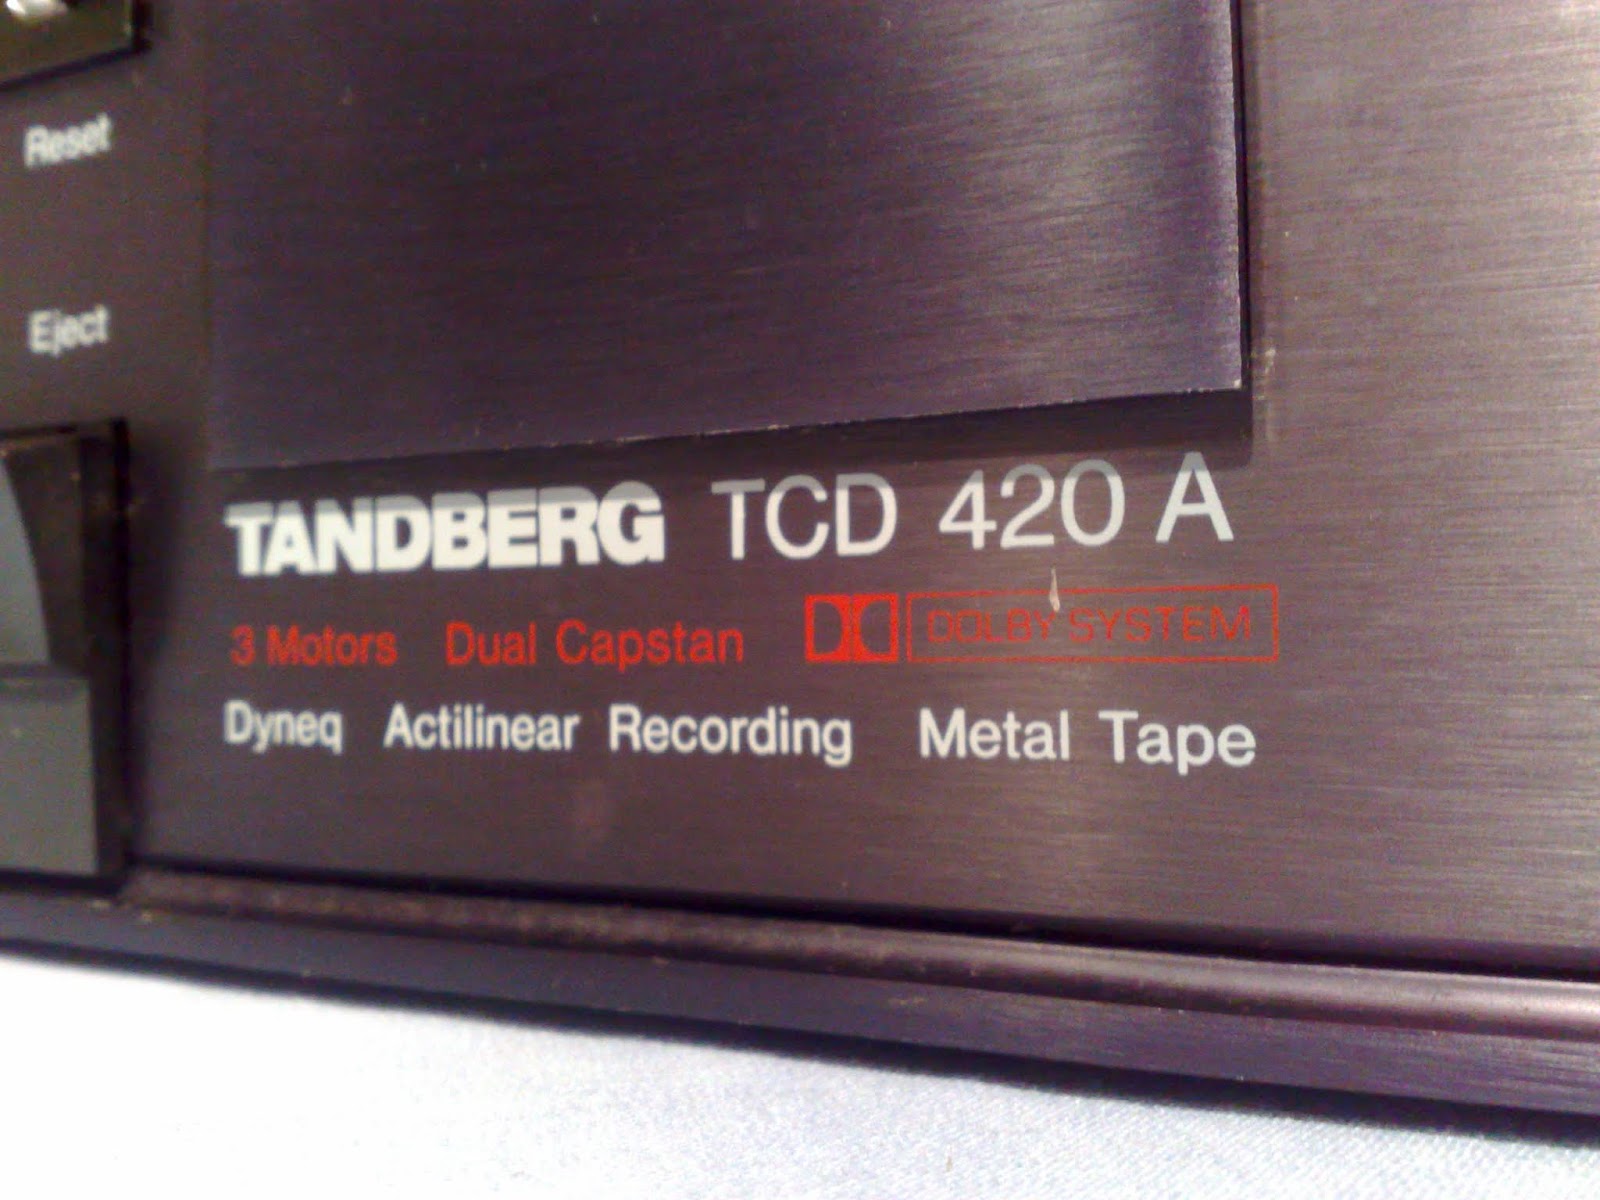 Reset
Eject
TANDBERG TCD 420 A
3 Motors Dual Capstan DOLBY SYSTEM
Dyneq Actilinear Recording Metal Tape